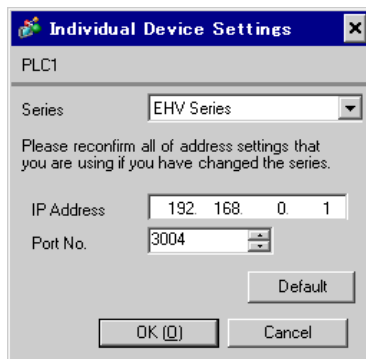 Individual Device Settings
PLC1
Series EHV Series
Please reconfirm all of address settings that
you are using if you have changed the series.
IP Address 192. 168. 0. 1
Port No. 3004
Default
OK (O) Cancel